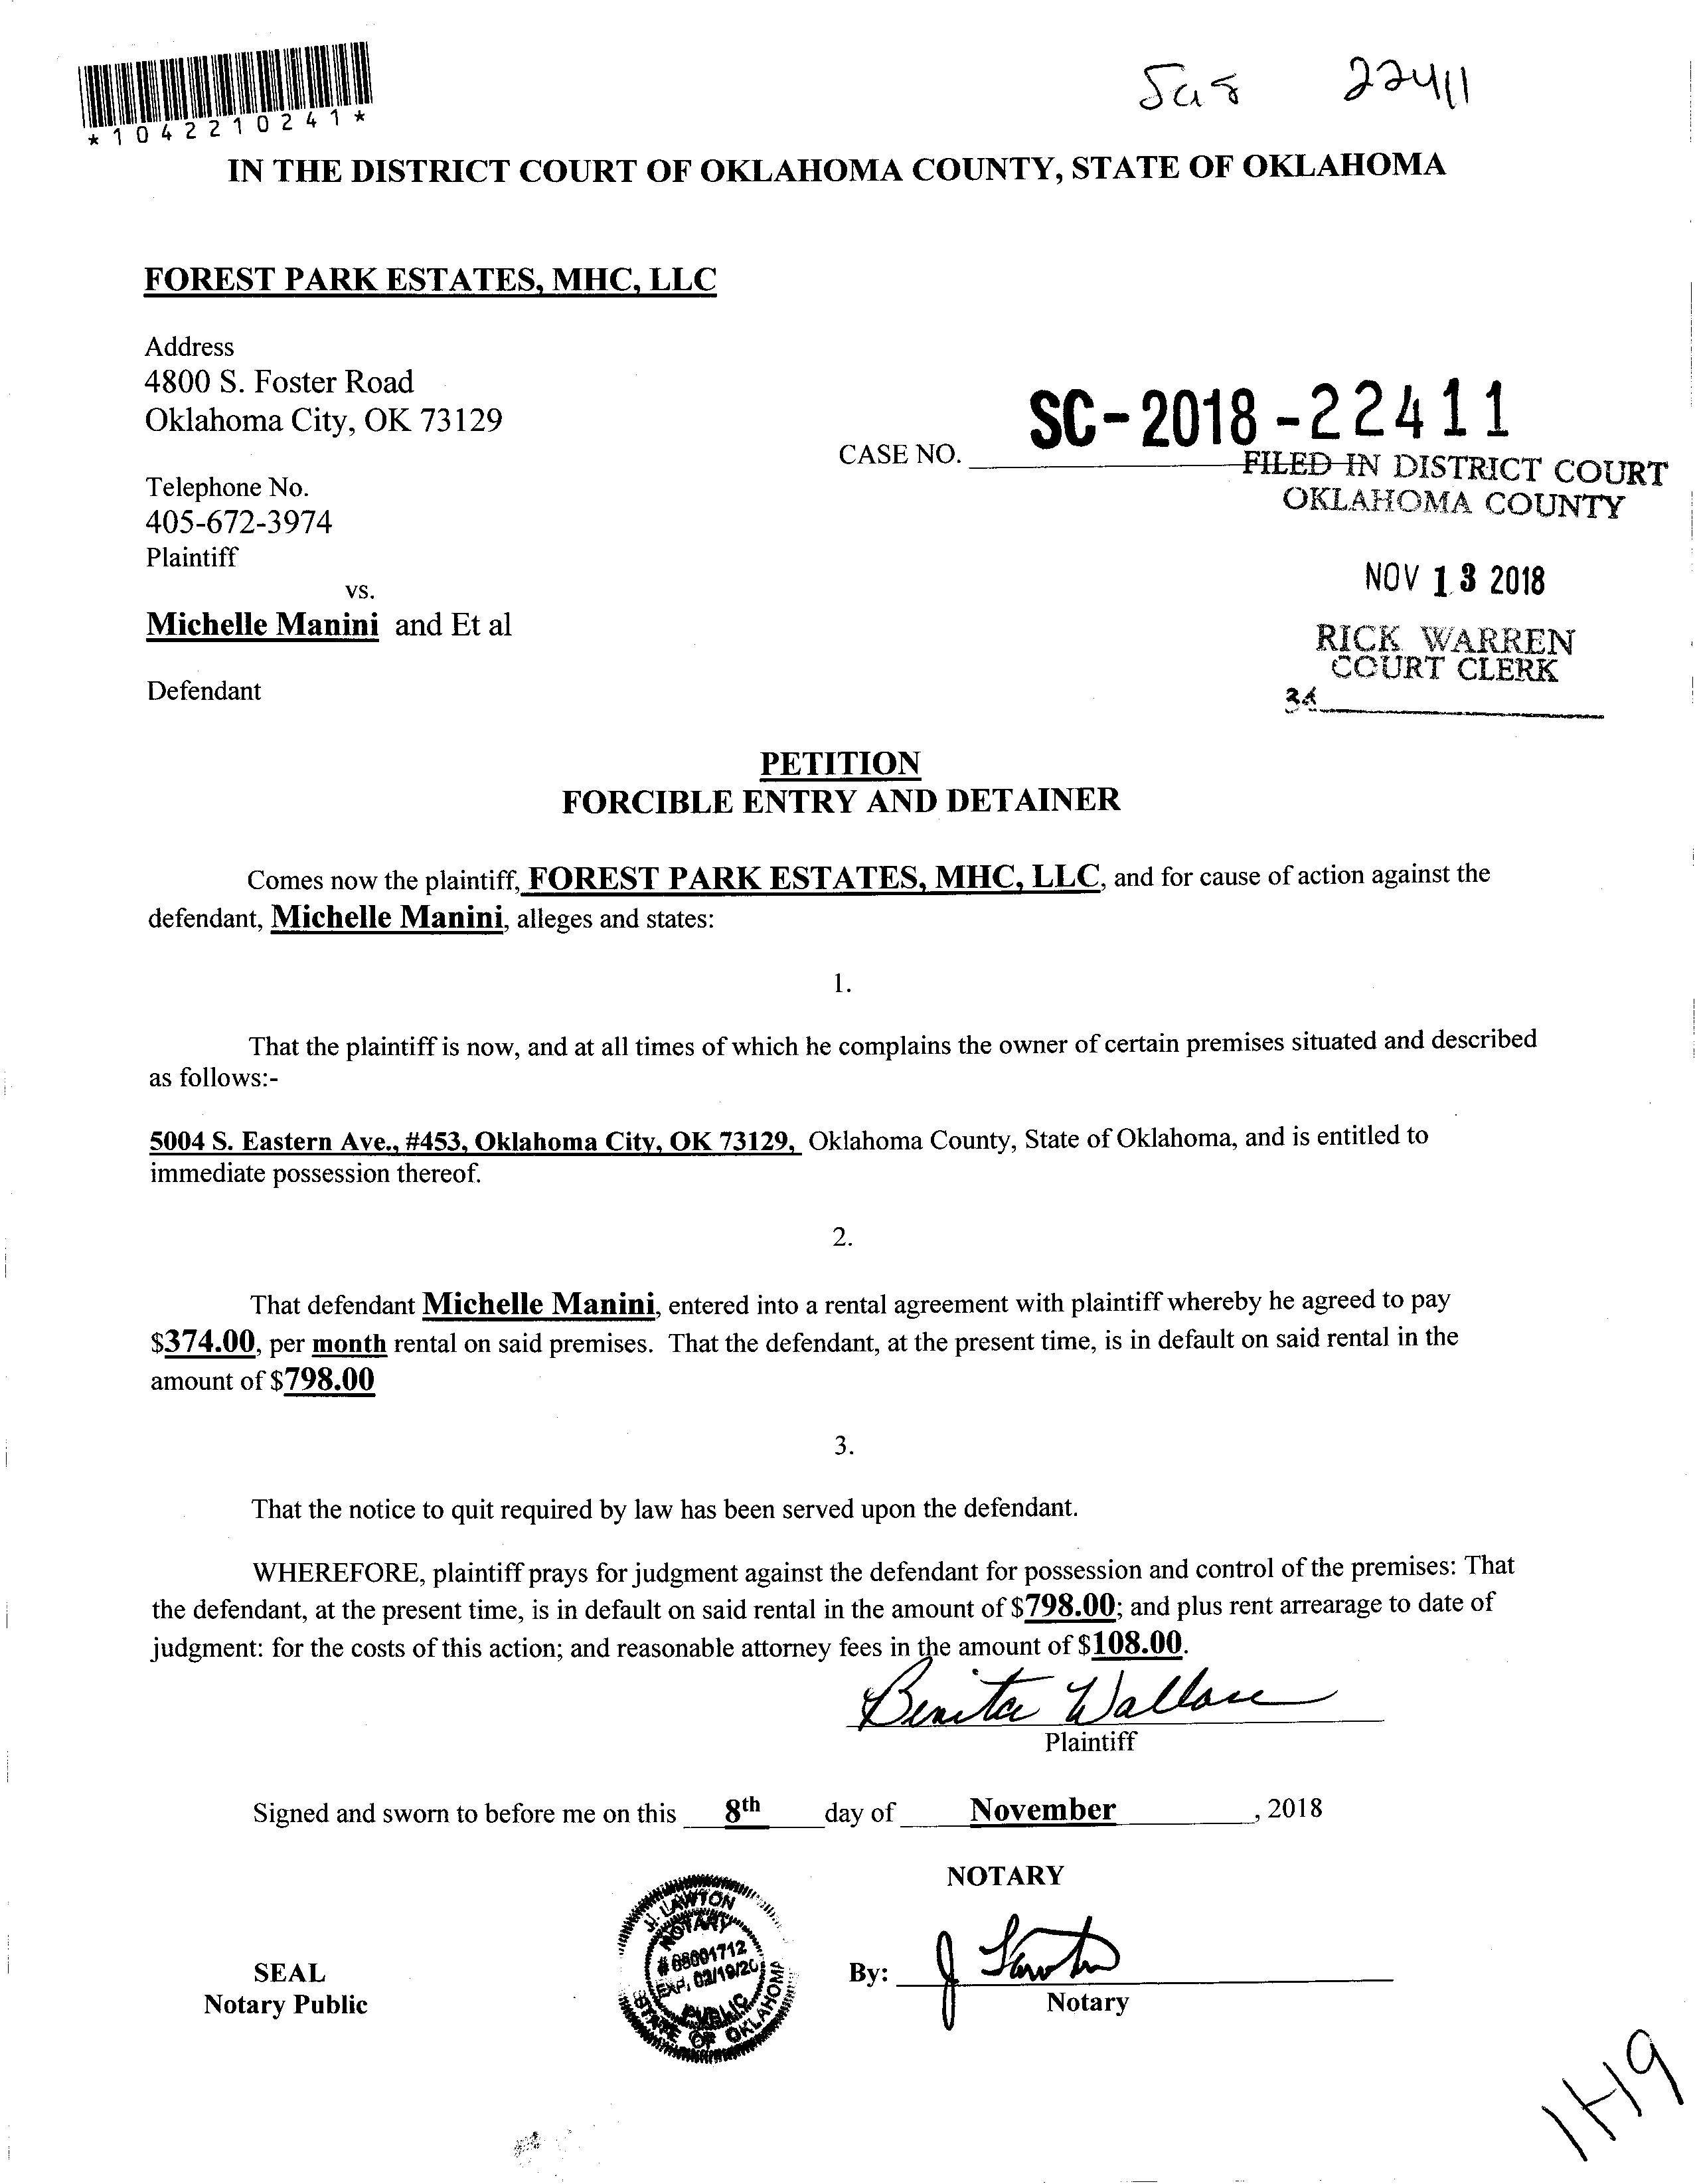 *1042210241*
22411
IN THE DISTRICT COURT OF OKLAHOMA COUNTY, STATE OF OKLAHOMA
FOREST PARK ESTATES, MHC, LLC
Address
4800 S. Foster Road
Oklahoma City, OK 73129
CASE NO. SC-2018-22411
FILED IN DISTRICT COURT
OKLAHOMA COUNTY
Telephone No.
405-672-3974
Plaintiff
NOV 13 2018
vs.
Michelle Manini and Et al
RICK WARREN
COURT CLERK
Defendant
PETITION
FORCIBLE ENTRY AND DETAINER
Comes now the plaintiff, FOREST PARK ESTATES, MHC, LLC, and for cause of action against the
defendant, Michelle Manini, alleges and states:
1.
That the plaintiff is now, and at all times of which he complains the owner of certain premises situated and described
as follows:-
5004 S. Eastern Ave., #453, Oklahoma City, OK 73129, Oklahoma County, State of Oklahoma, and is entitled to
immediate possession thereof.
2.
That defendant Michelle Manini, entered into a rental agreement with plaintiff whereby he agreed to pay
$374.00, per month rental on said premises. That the defendant, at the present time, is in default on said rental in the
amount of $798.00
3.
That the notice to quit required by law has been served upon the defendant.
WHEREFORE, plaintiff prays for judgment against the defendant for possession and control of the premises: That
the defendant, at the present time, is in default on said rental in the amount of $798.00; and plus rent arrearage to date of
judgment: for the costs of this action; and reasonable attorney fees in the amount of $108.00.
Benita Wallace
Plaintiff
Signed and sworn to before me on this 8th day of November, 2018
NOTARY
J. LAWTON
NOTARY
# 08001712
EXP. 02/19/20
PUBLIC
STATE OF OKLAHOMA
SEAL
Notary Public
By: J Lawton
Notary